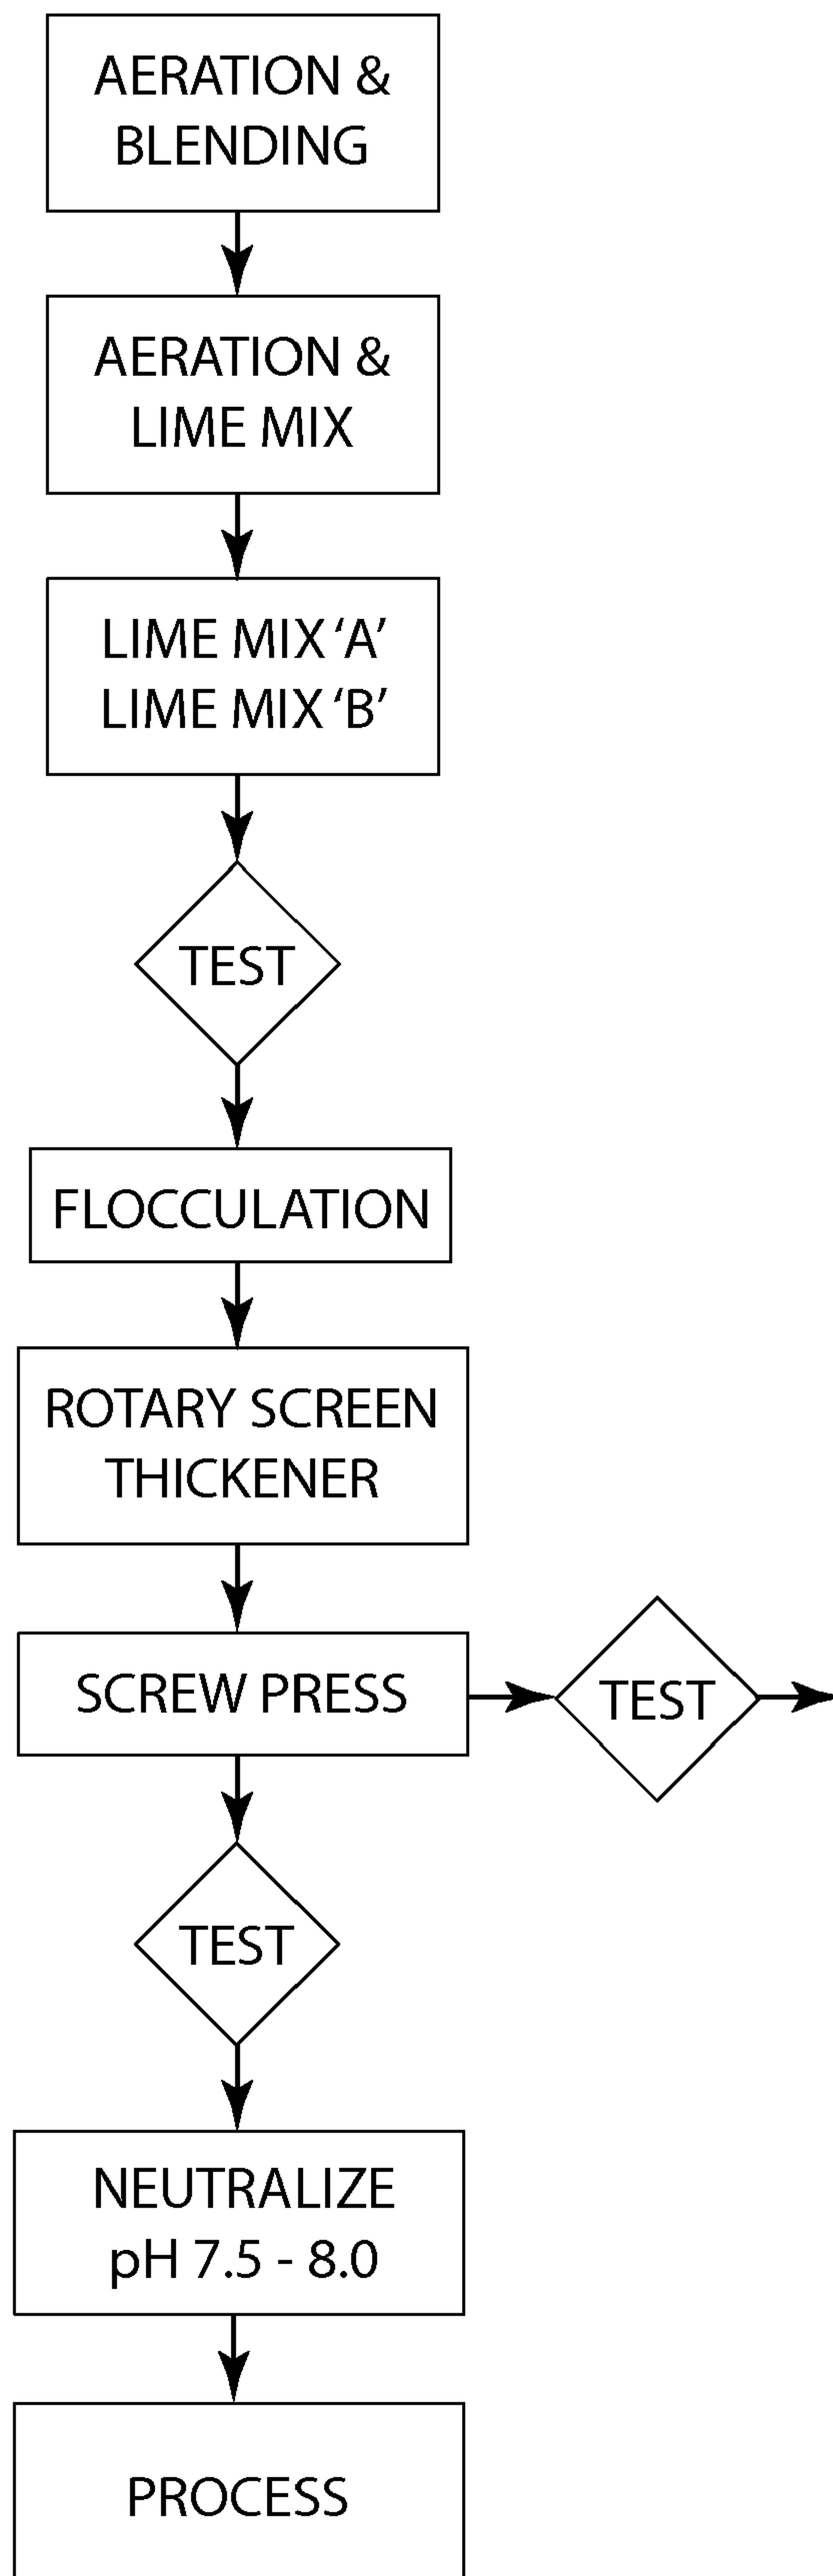 AERATION &
BLENDING
AERATION &
LIME MIX
LIME MIX ‘A’
LIME MIX ‘B’
TEST
FLOCCULATION
ROTARY SCREEN
THICKENER
SCREW PRESS
TEST
TEST
NEUTRALIZE
pH 7.5 - 8.0
PROCESS